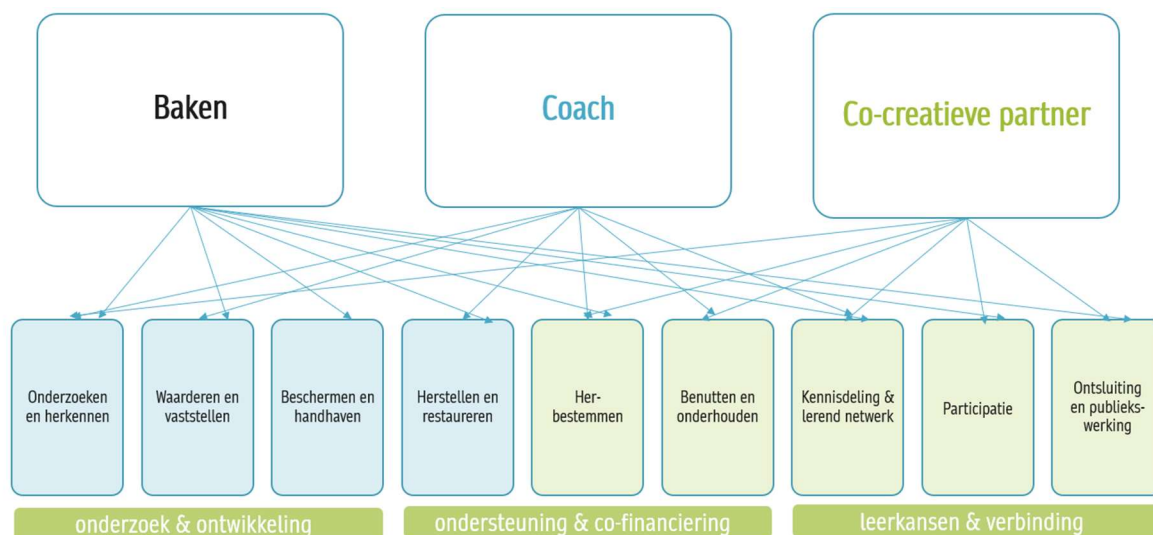 Baken
Coach
Co-creatieve partner
Onderzoeken
en herkennen
Waarderen en
vaststellen
Beschermen en
handhaven
Herstellen en
restaureren
Her-
bestemmen
Benutten en
onderhouden
Kennisdeling &
lerend netwerk
Participatie
Ontsluiting
en publieks-
werking
onderzoek & ontwikkeling
ondersteuning & co-financiering
leerkansen & verbinding